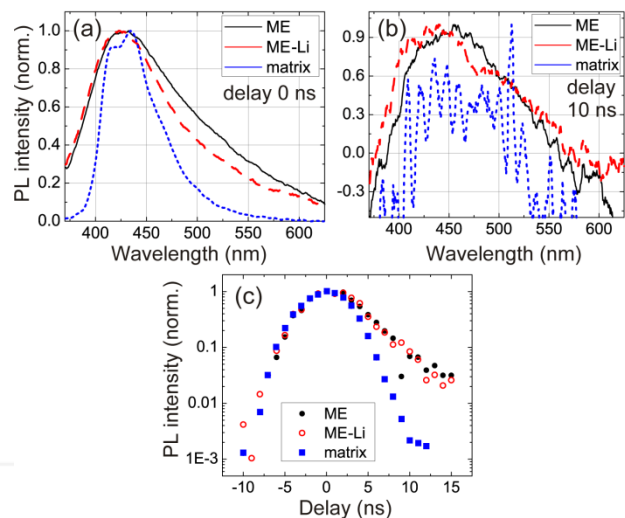 (a)
ME
ME-Li
matrix
delay 0 ns
PL intensity (norm.)
1.0
0.8
0.6
0.4
0.2
0.0
400 450 500 550 600
Wavelength (nm)
(b)
ME
ME-Li
matrix
delay
10 ns
0.9
0.6
0.3
0.0
-0.3
400 450 500 550 600
Wavelength (nm)
(c)
PL intensity (norm.)
1
0.1
0.01
1E-3
ME
ME-Li
matrix
-10 -5 0 5 10 15
Delay (ns)